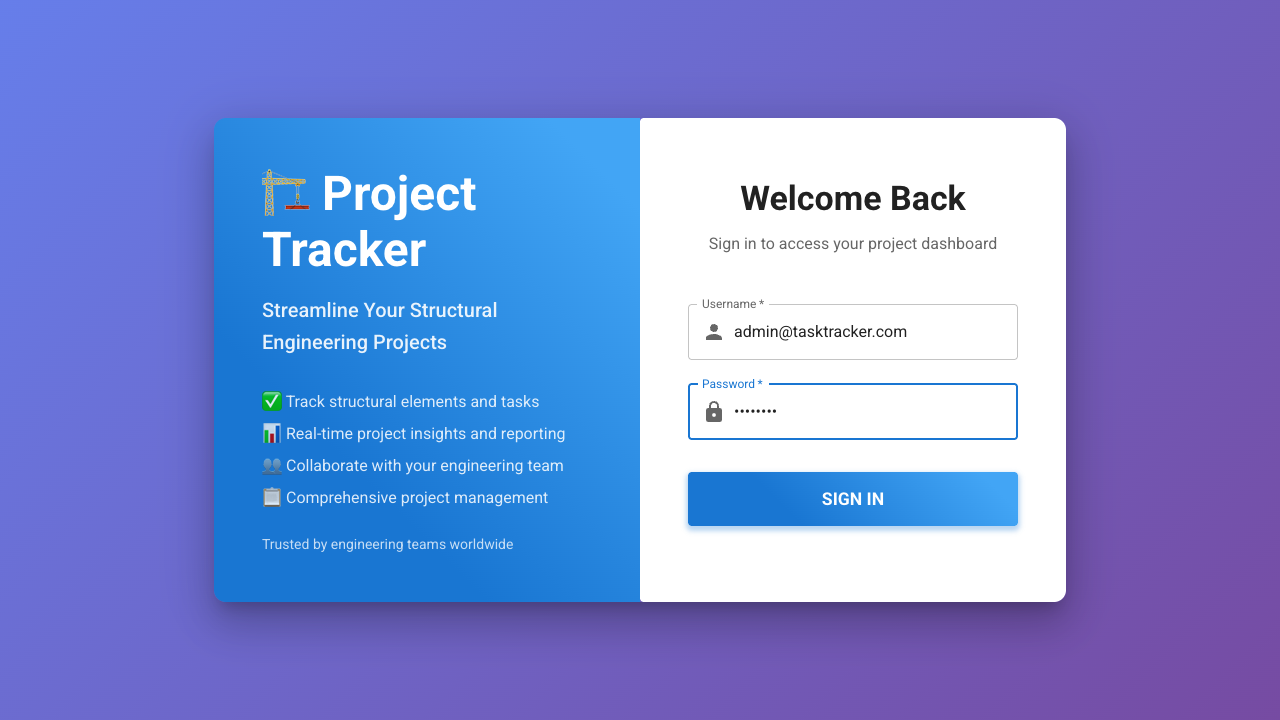 Project
Tracker
Streamline Your Structural
Engineering Projects
Track structural elements and tasks
Real-time project insights and reporting
Collaborate with your engineering team
Comprehensive project management
Trusted by engineering teams worldwide
Welcome Back
Sign in to access your project dashboard
Username *
admin@tasktracker.com
Password *
••••••••
SIGN IN